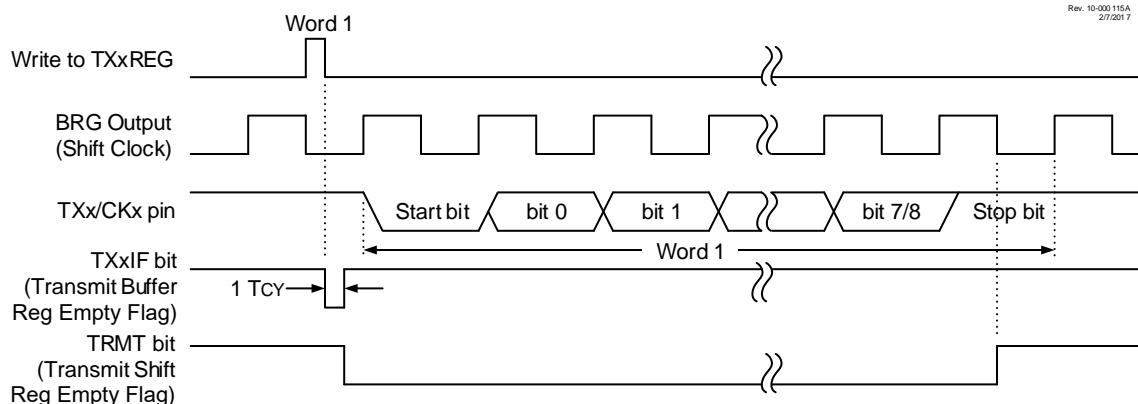 Rev. 10-000 115A
2/7/201 7
Word 1
Write to TXxREG
BRG Output
(Shift Clock)
TXx/CKx pin
Start bit
bit 0
bit 1
bit 7/8
Stop bit
Word 1
TXxIF bit
(Transmit Buffer
Reg Empty Flag)
1 TCY
TRMT bit
(Transmit Shift
Reg Empty Flag)